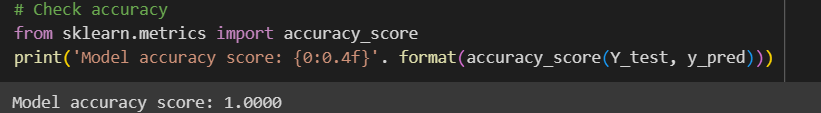 # Check accuracy
from sklearn.metrics import accuracy_score
print('Model accuracy score: {0:0.4f}'. format(accuracy_score(Y_test, y_pred)))
Model accuracy score: 1.0000